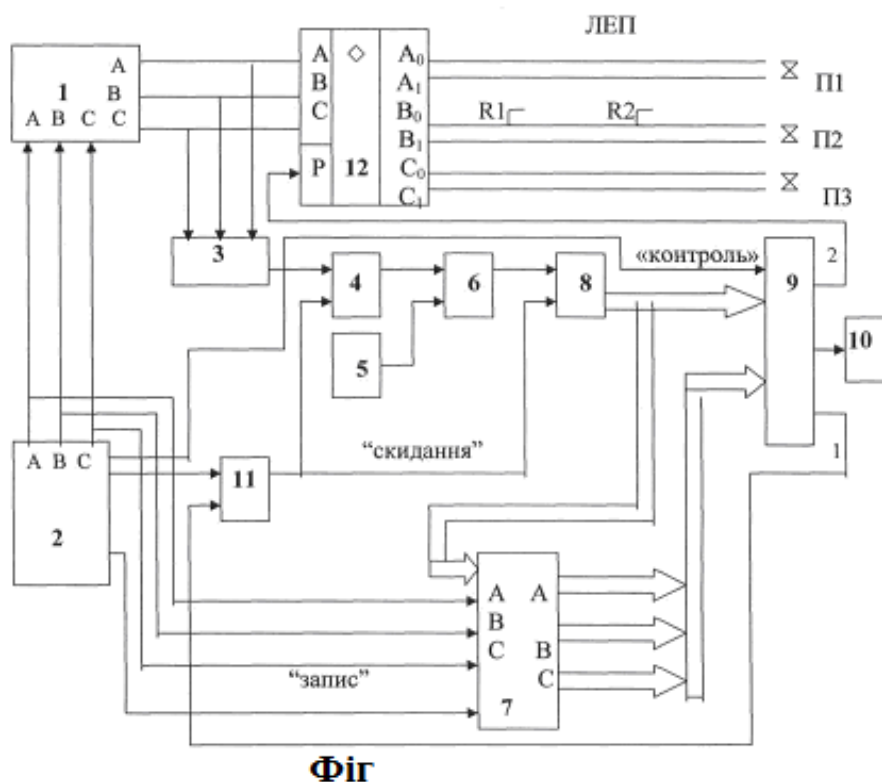 ЛЕП
1
A
B
C
A B C
A
B
C
P
◇
12
A₀
A₁
B₀
B₁
C₀
C₁
R1
R2
П1
П2
П3
3
4
5
6
8
«контроль»
9
2
10
1
A B C
2
11
“скидання”
“запис”
A
B
C
A
B
C
7
Фіг